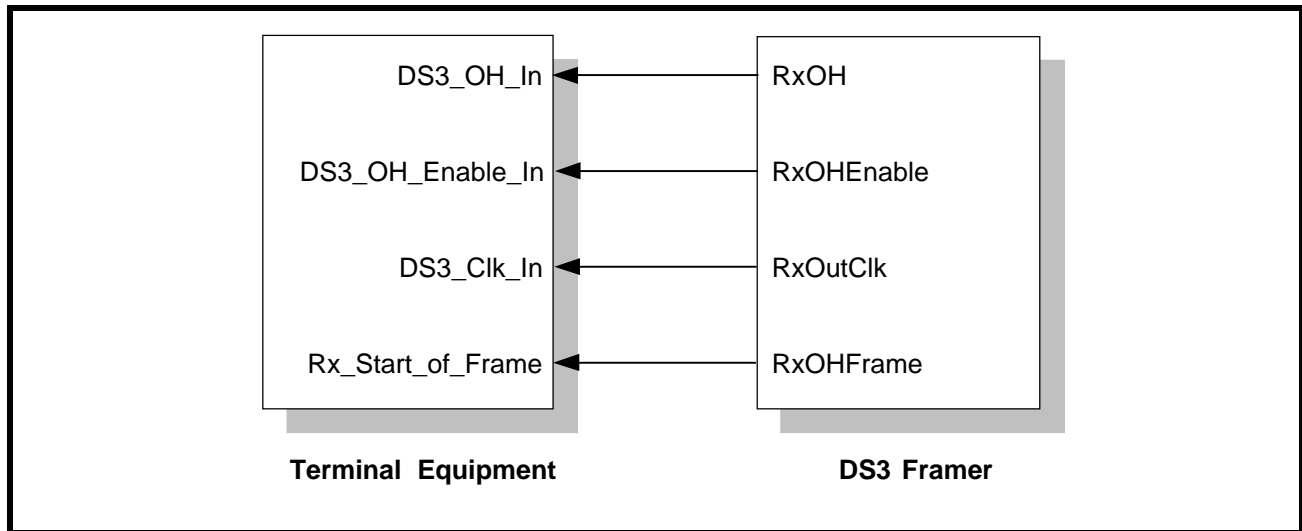 DS3_OH_In
RxOH
DS3_OH_Enable_In
RxOHEnable
DS3_Clk_In
RxOutClk
Rx_Start_of_Frame
RxOHFrame
Terminal Equipment
DS3 Framer